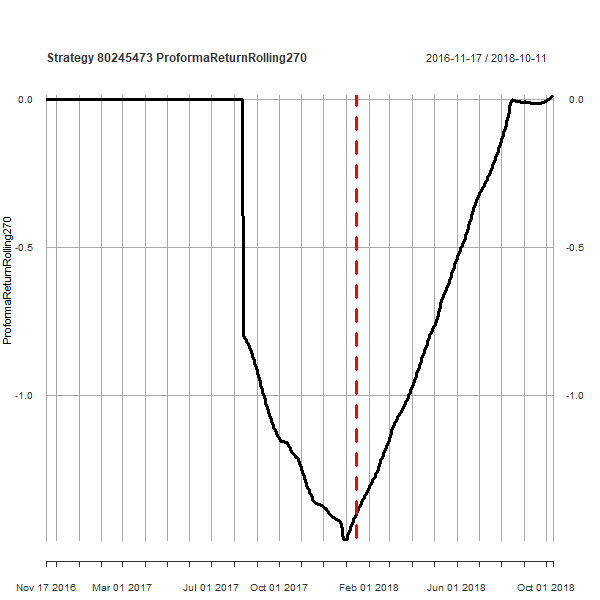 Strategy 80245473 ProformaReturnRolling270
2016-11-17 / 2018-10-11
0.0
0.0
-0.5
-0.5
-1.0
-1.0
ProformaReturnRolling270
Nov 17 2016
Mar 01 2017
Jul 01 2017
Oct 01 2017
Feb 01 2018
Jun 01 2018
Oct 01 2018